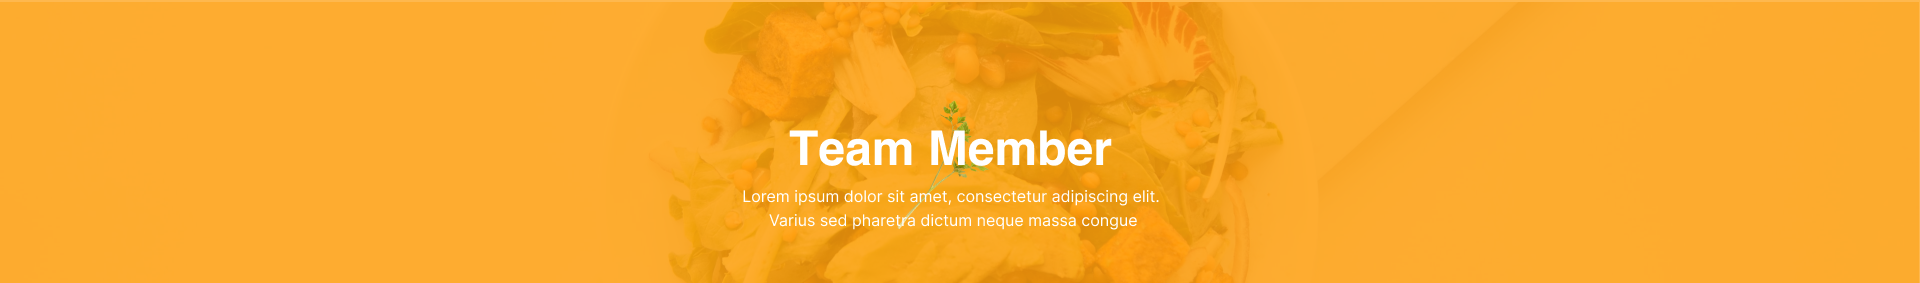 Team Member
Lorem ipsum dolor sit amet, consectetur adipiscing elit.
Varius sed pharetra dictum neque massa congue